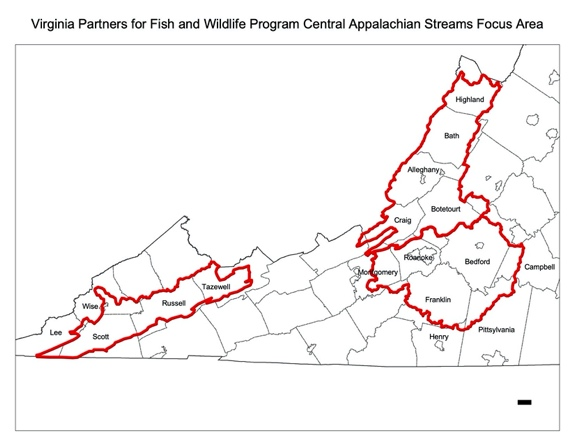 Virginia Partners for Fish and Wildlife Program Central Appalachian Streams Focus Area
Highland
Bath
Alleghany
Botetourt
Craig
Roanoke
Bedford
Campbell
Montgomery
Tazewell
Franklin
Russell
Wise
Pittsylvania
Lee
Scott
Henry